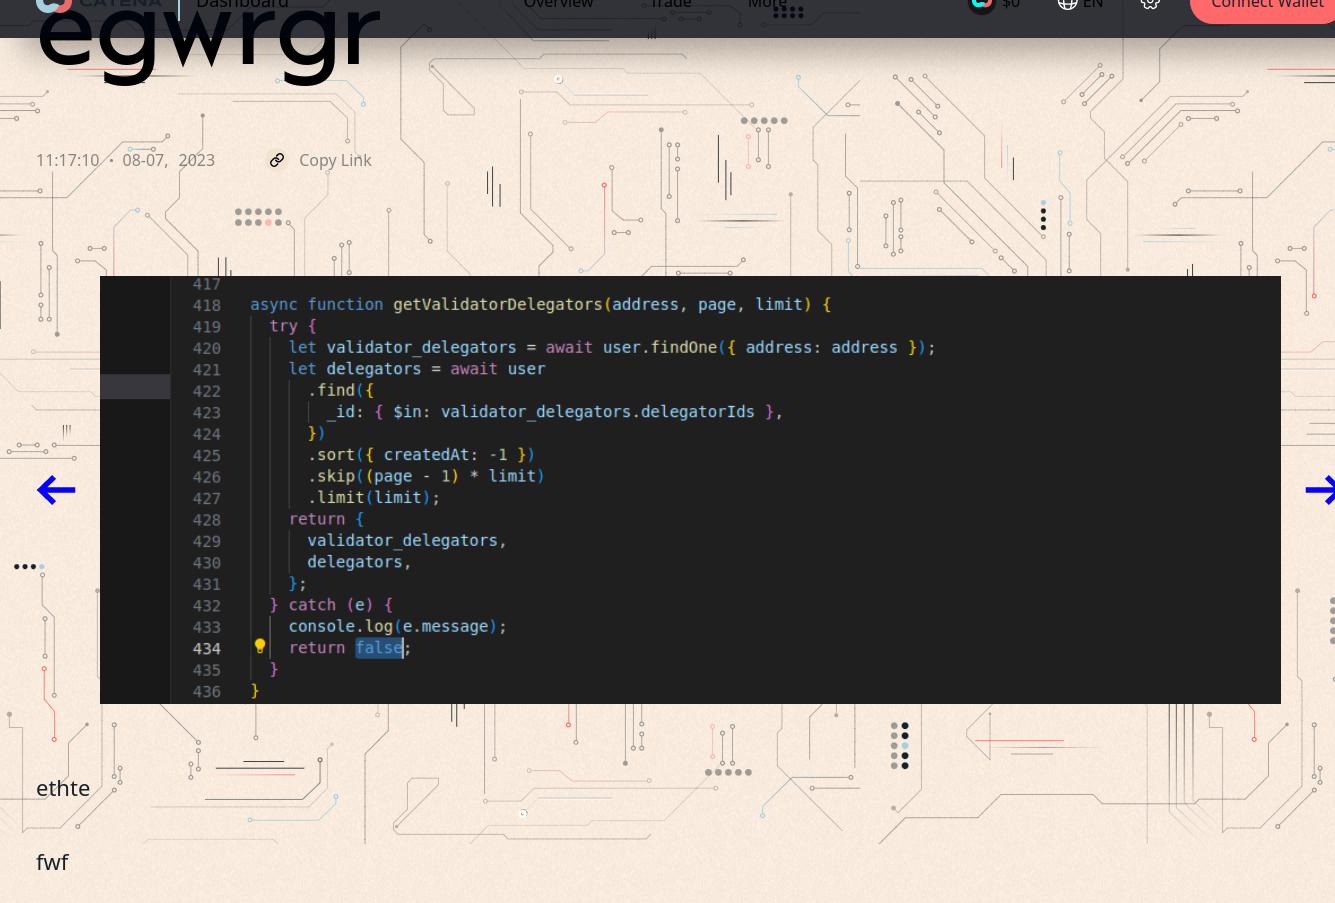 CATENA Dashboard Overview Trade More $0 EN Connect Wallet
egwrgr
11:17:10 • 08-07, 2023 Copy Link
417
418 async function getValidatorDelegators(address, page, limit) {
419 try {
420 let validator_delegators = await user.findOne({ address: address });
421 let delegators = await user
422 .find({
423 _id: { $in: validator_delegators.delegatorIds },
424 })
425 .sort({ createdAt: -1 })
426 .skip((page - 1) * limit)
427 .limit(limit);
428 return {
429 validator_delegators,
430 delegators,
431 };
432 } catch (e) {
433 console.log(e.message);
434 return false;
435 }
436 }
ethte
fwf